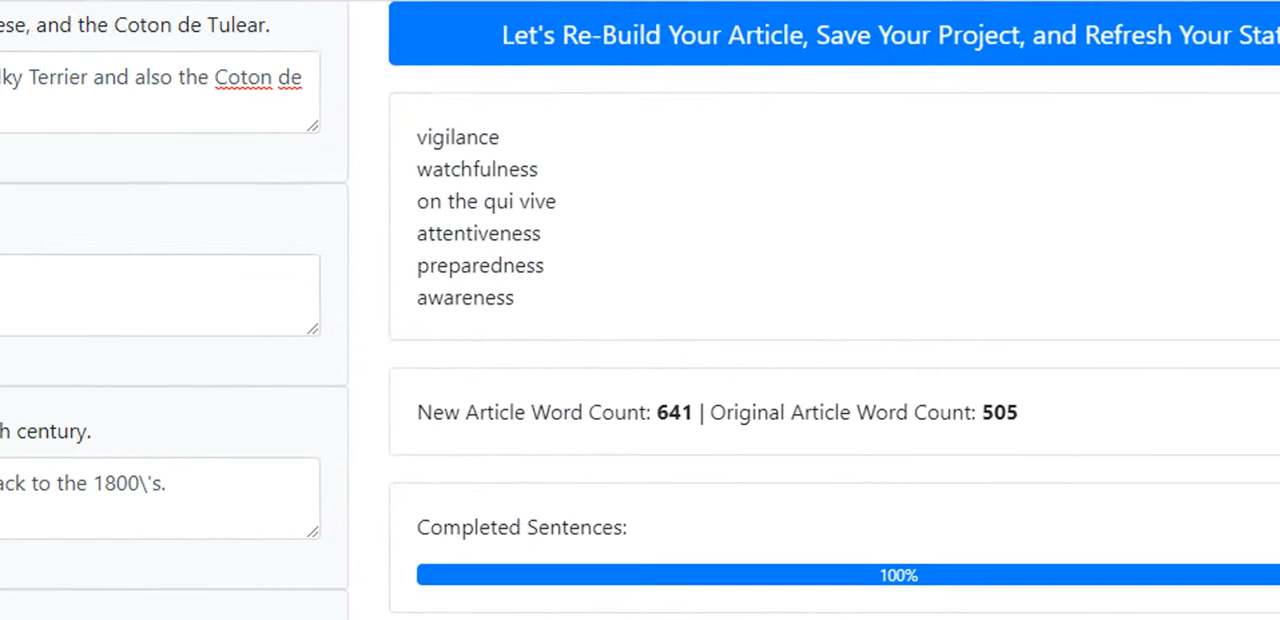 ese, and the Coton de Tulear.
lky Terrier and also the Coton de
h century.
ack to the 1800\'s.
Let's Re-Build Your Article, Save Your Project, and Refresh Your Stat
vigilance
watchfulness
on the qui vive
attentiveness
preparedness
awareness
New Article Word Count: 641 | Original Article Word Count: 505
Completed Sentences:
100%